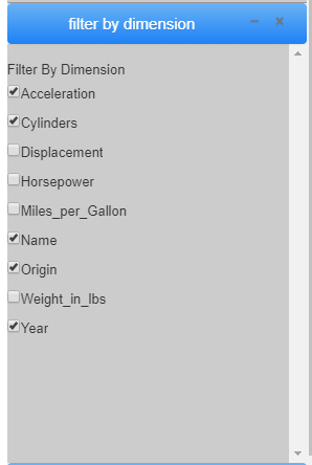 filter by dimension
Filter By Dimension
Acceleration
Cylinders
Displacement
Horsepower
Miles_per_Gallon
Name
Origin
Weight_in_lbs
Year